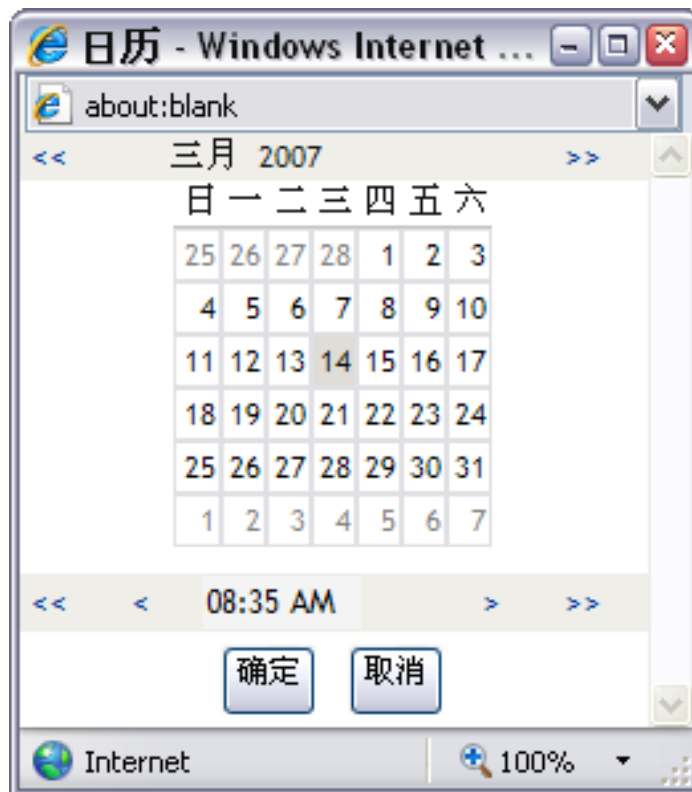 日历 - Windows Internet ...
about:blank
<< 三月 2007 >>
日 一 二 三 四 五 六
25 26 27 28 1 2 3
4 5 6 7 8 9 10
11 12 13 14 15 16 17
18 19 20 21 22 23 24
25 26 27 28 29 30 31
1 2 3 4 5 6 7
<< < 08:35 AM > >>
确定 取消
Internet 100%